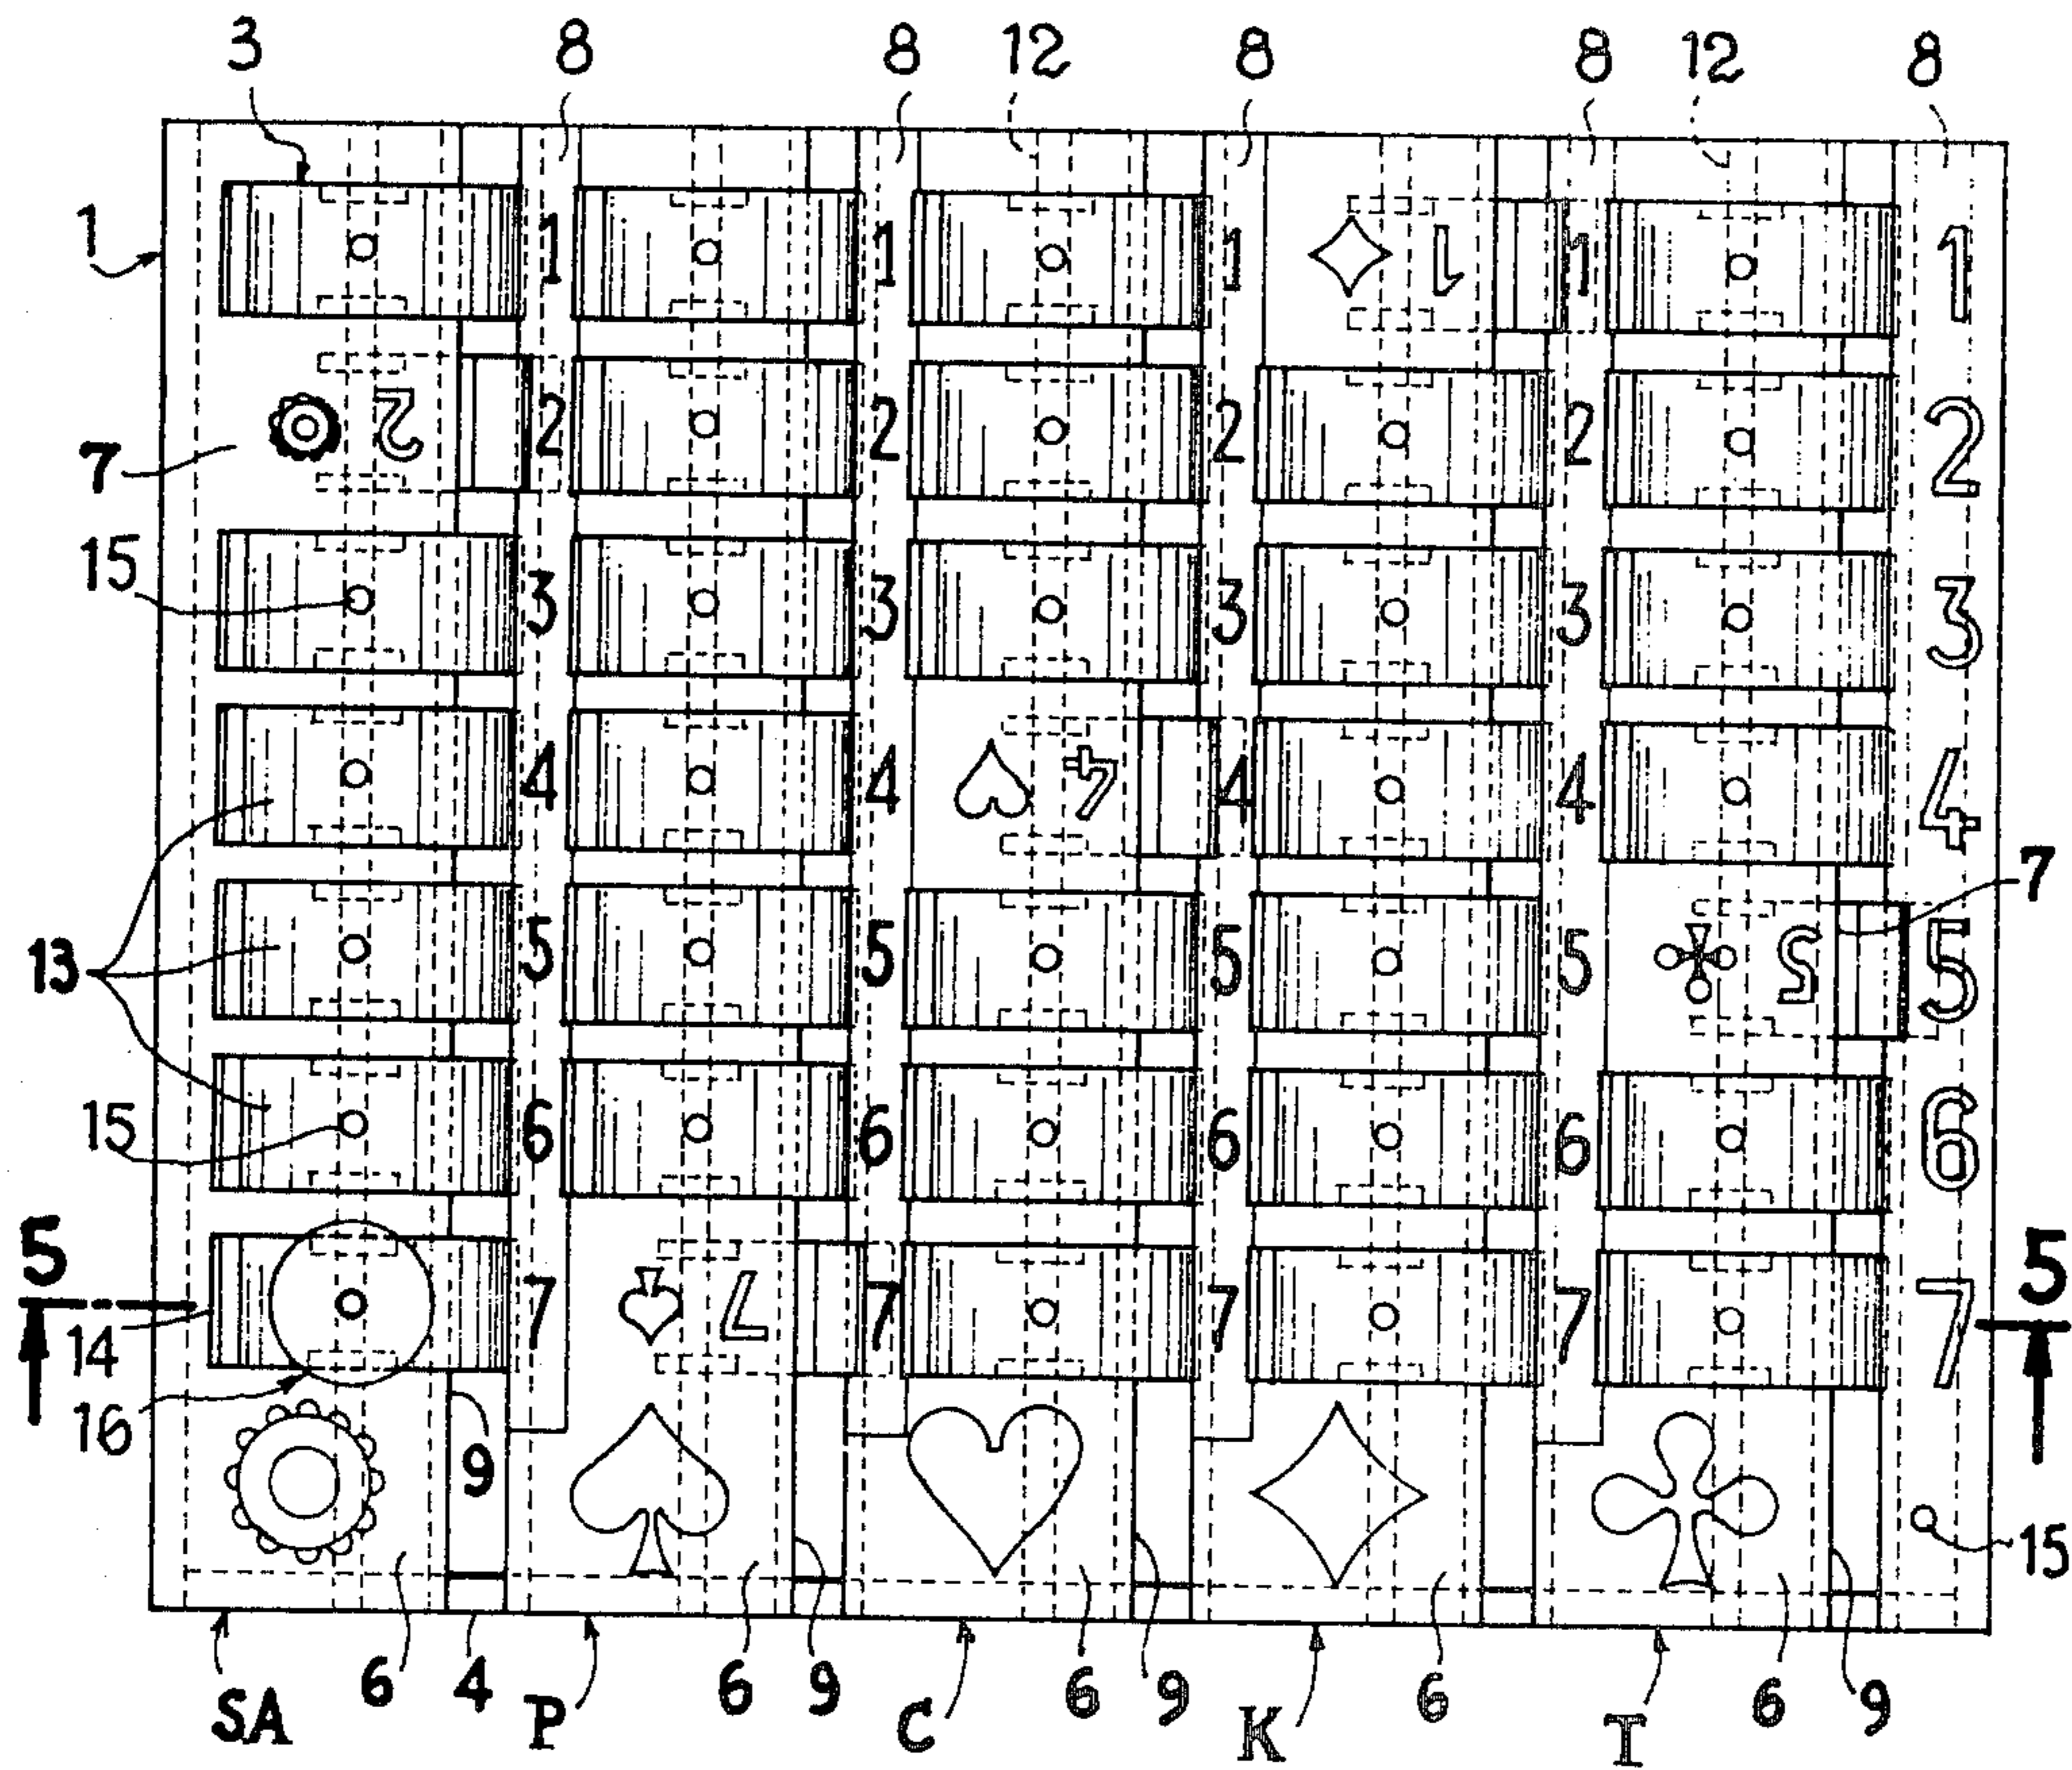 3 8 8 12 8 8 12 8
1 1 1 1 1 1 1
7 2 2 2 2 2 2
15 3 3 3 3 3
4 4 4 4 4 4
7
13 5 5 5 5 5 5
15 6 6 6 6 6
5 7 7 7 7 7 7 5
14
16 9 15
6 4 6 9 6 9 6 6 9
SA P C K T